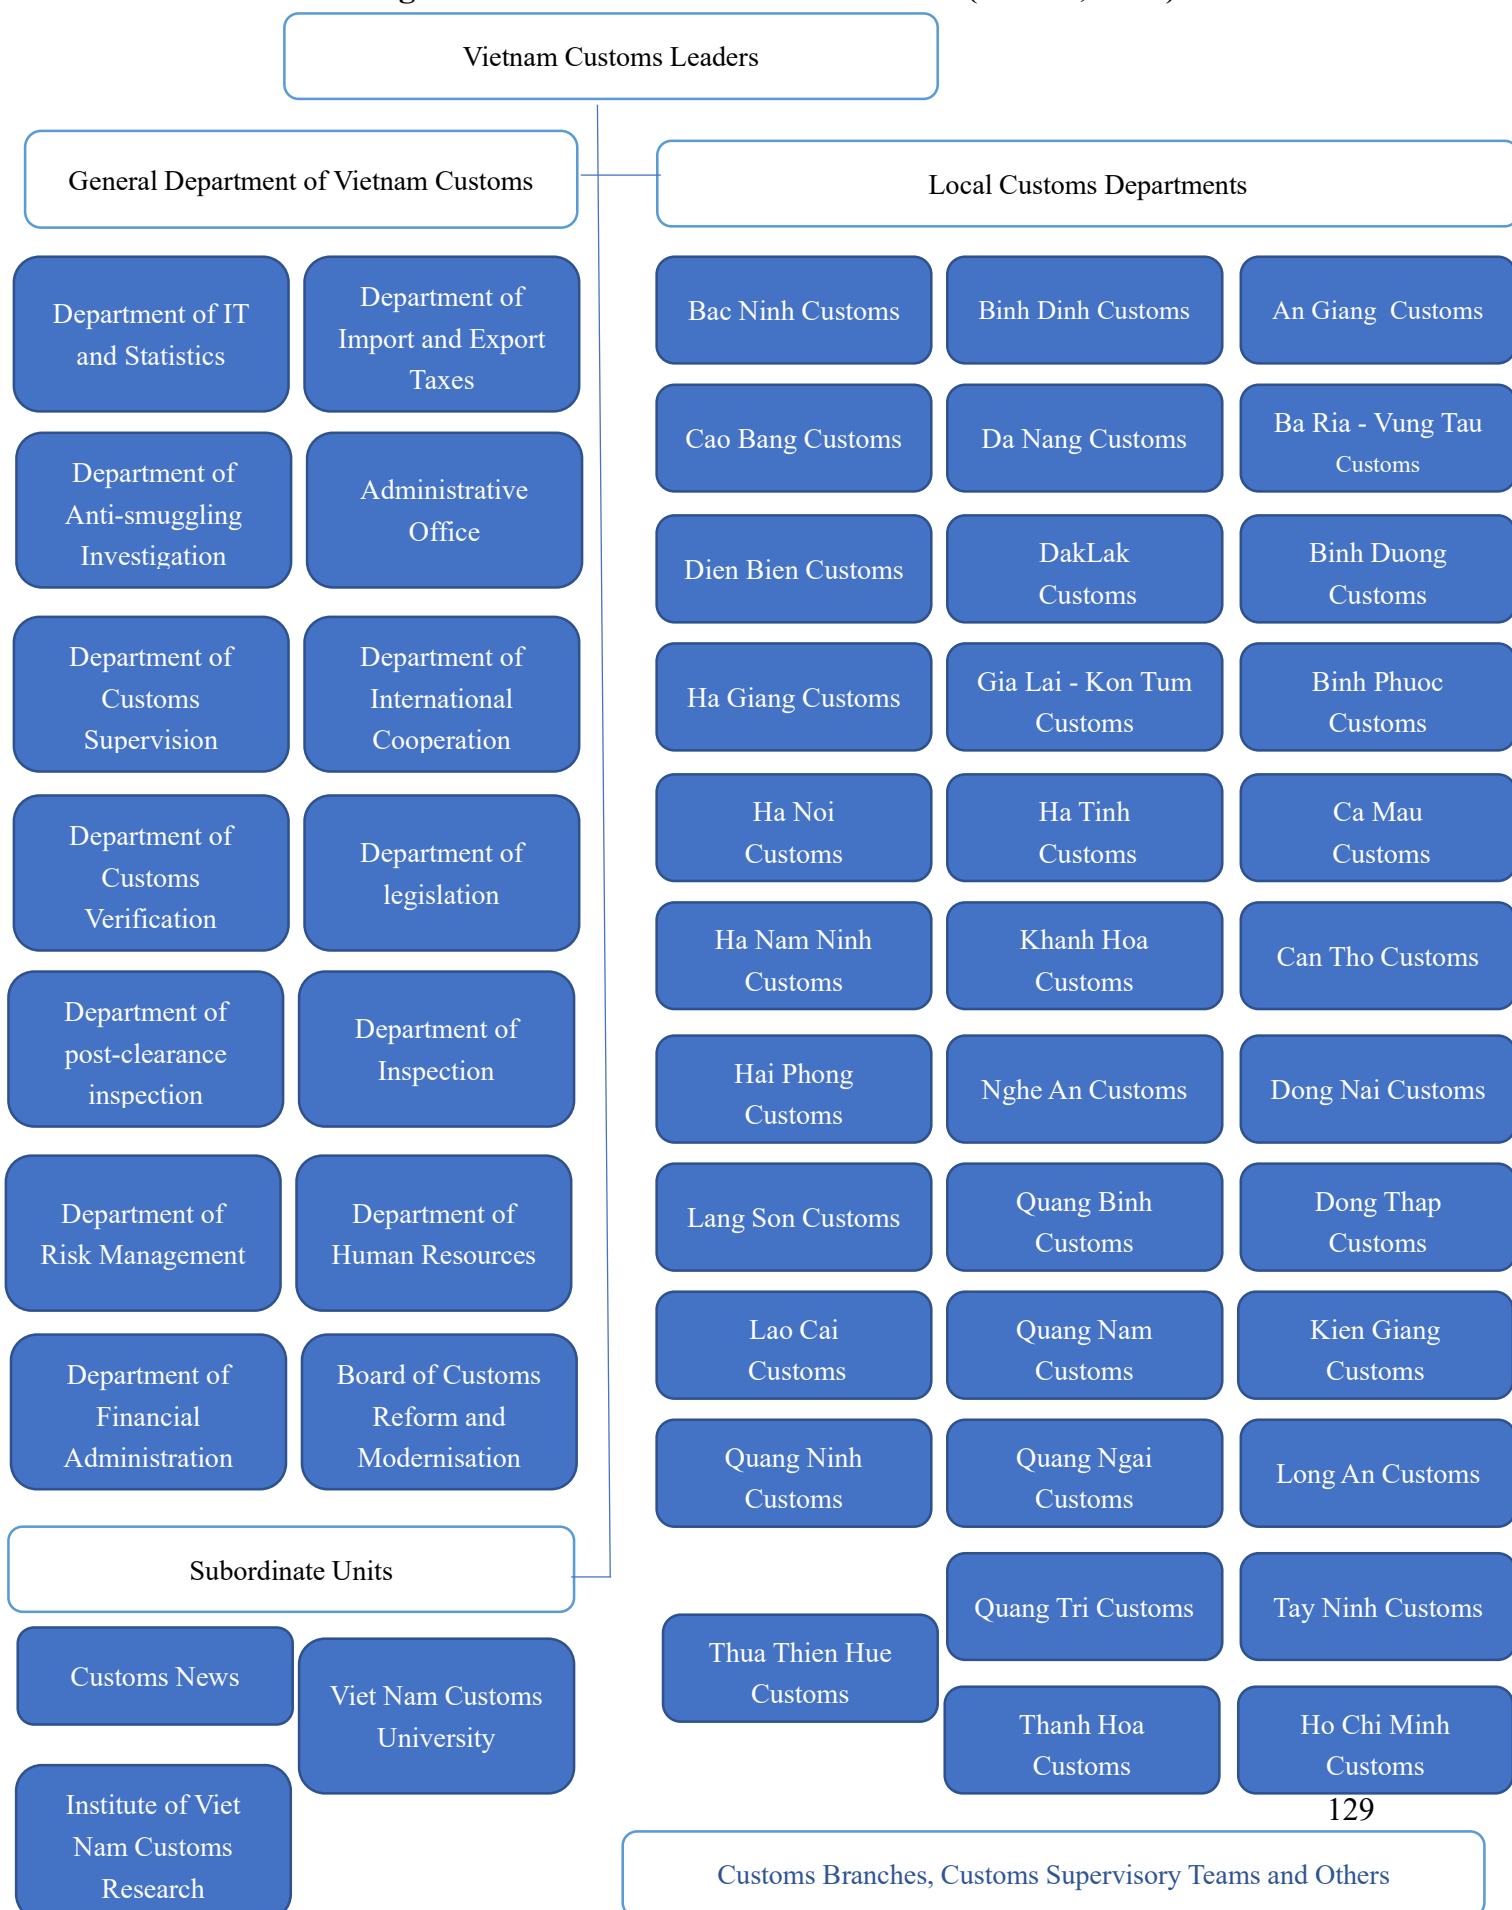 Vietnam Customs Leaders
General Department of Vietnam Customs
Local Customs Departments
Department of IT
and Statistics
Department of
Import and Export
Taxes
Department of
Anti-smuggling
Investigation
Administrative
Office
Department of
Customs
Supervision
Department of
International
Cooperation
Department of
Customs
Verification
Department of
legislation
Department of
post-clearance
inspection
Department of
Inspection
Department of
Risk Management
Department of
Human Resources
Department of
Financial
Administration
Board of Customs
Reform and
Modernisation
Subordinate Units
Customs News
Viet Nam Customs
University
Institute of Viet
Nam Customs
Research
Bac Ninh Customs
Binh Dinh Customs
An Giang  Customs
Cao Bang Customs
Da Nang Customs
Ba Ria - Vung Tau
Customs
Dien Bien Customs
DakLak
Customs
Binh Duong
Customs
Ha Giang Customs
Gia Lai - Kon Tum
Customs
Binh Phuoc
Customs
Ha Noi
Customs
Ha Tinh
Customs
Ca Mau
Customs
Ha Nam Ninh
Customs
Khanh Hoa
Customs
Can Tho Customs
Hai Phong
Customs
Nghe An Customs
Dong Nai Customs
Lang Son Customs
Quang Binh
Customs
Dong Thap
Customs
Lao Cai
Customs
Quang Nam
Customs
Kien Giang
Customs
Quang Ninh
Customs
Quang Ngai
Customs
Long An Customs
Quang Tri Customs
Tay Ninh Customs
Thua Thien Hue
Customs
Thanh Hoa
Customs
Ho Chi Minh
Customs
129
Customs Branches, Customs Supervisory Teams and Others